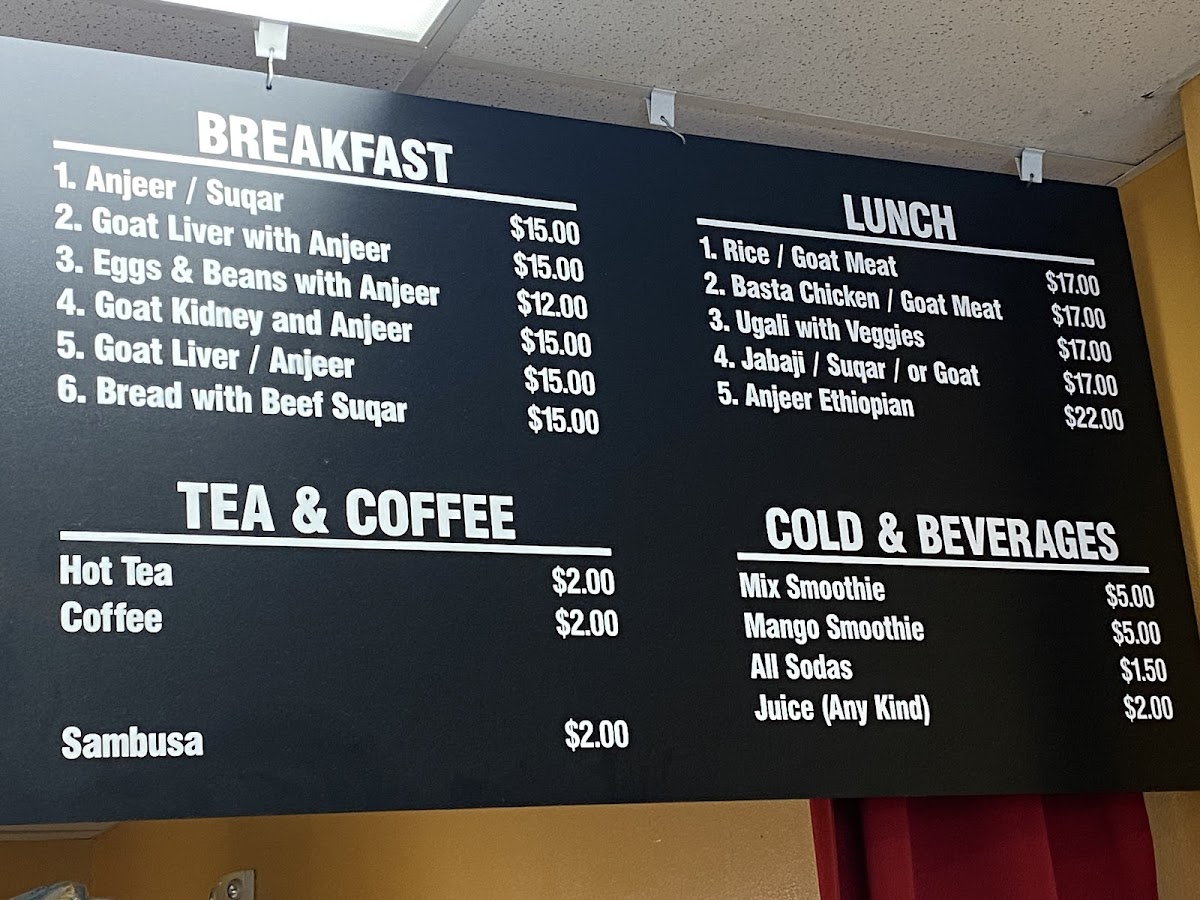 BREAKFAST
1. Anjeer / Suqar $15.00
2. Goat Liver with Anjeer $15.00
3. Eggs & Beans with Anjeer $12.00
4. Goat Kidney and Anjeer $15.00
5. Goat Liver / Anjeer $15.00
6. Bread with Beef Suqar $15.00
LUNCH
1. Rice / Goat Meat $17.00
2. Basta Chicken / Goat Meat $17.00
3. Ugali with Veggies $17.00
4. Jabaji / Suqar / or Goat $17.00
5. Anjeer Ethiopian $22.00
TEA & COFFEE
Hot Tea $2.00
Coffee $2.00
Sambusa $2.00
COLD & BEVERAGES
Mix Smoothie $5.00
Mango Smoothie $5.00
All Sodas $1.50
Juice (Any Kind) $2.00